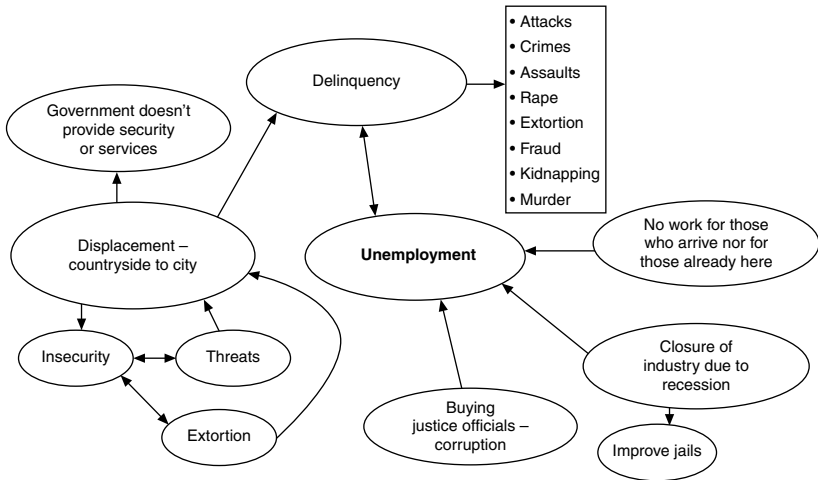 • Attacks
• Crimes
• Assaults
• Rape
• Extortion
• Fraud
• Kidnapping
• Murder
Delinquency
Government doesn't
provide security
or services
Displacement –
countryside to city
Unemployment
No work for those
who arrive nor for
those already here
Insecurity
Threats
Closure of
industry due to
recession
Extortion
Buying
justice officials –
corruption
Improve jails